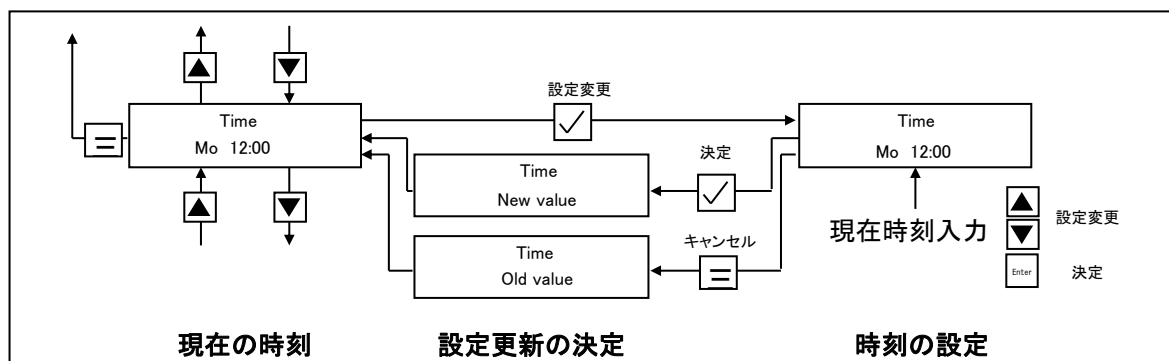 設定変更
Time
Mo 12:00
Time
Mo 12:00
決定
Time
New value
キャンセル
Time
Old value
現在時刻入力
設定変更
Enter
決定
現在の時刻
設定更新の決定
時刻の設定